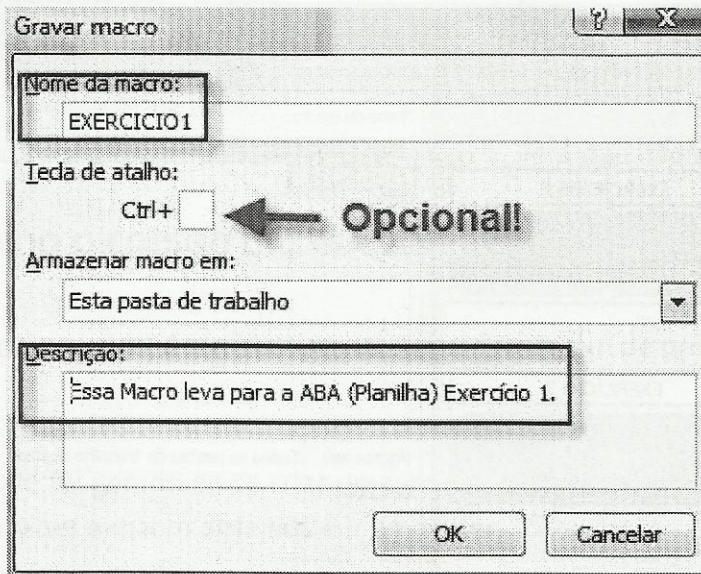 Gravar macro
Nome da macro:
EXERCICIO1
Tecla de atalho:
Ctrl+
Opcional!
Armazenar macro em:
Esta pasta de trabalho
Descrição:
Essa Macro leva para a ABA (Planilha) Exercício 1.
OK
Cancelar